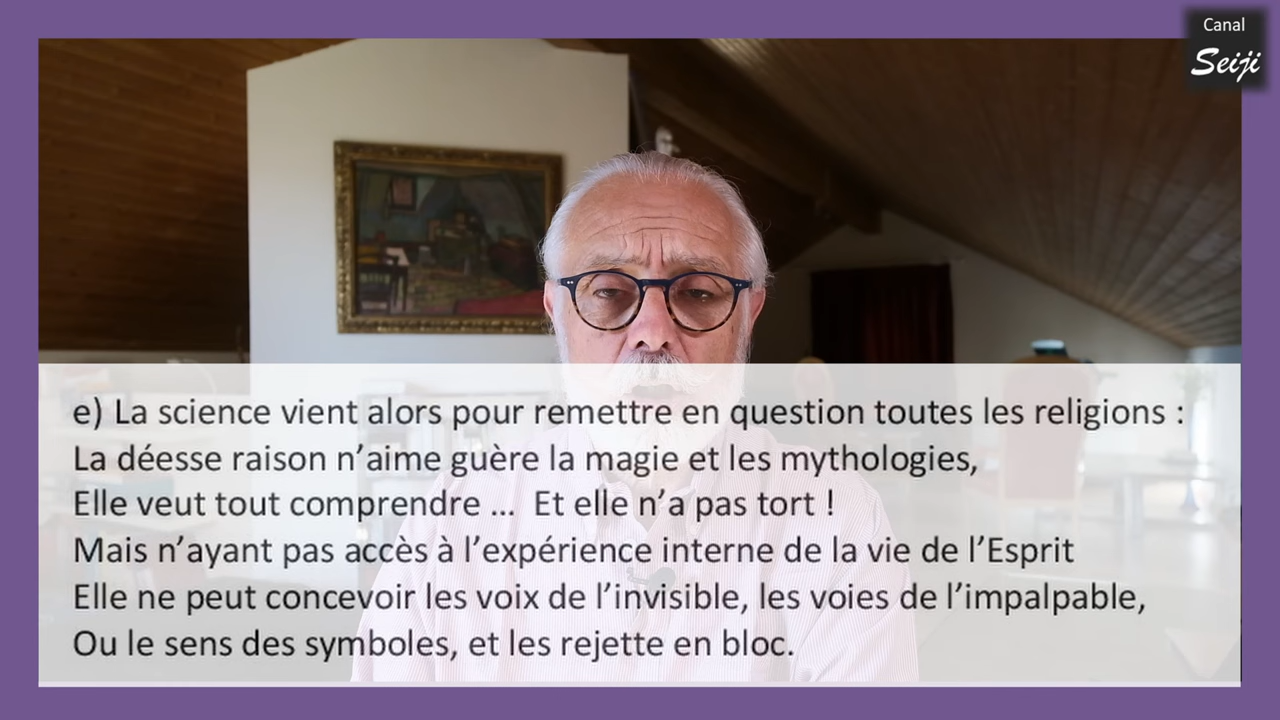 Canal
Seiji
e) La science vient alors pour remettre en question toutes les religions :
La déesse raison n’aime guère la magie et les mythologies,
Elle veut tout comprendre ...  Et elle n’a pas tort !
Mais n’ayant pas accès à l’expérience interne de la vie de l’Esprit
Elle ne peut concevoir les voix de l’invisible, les voies de l’impalpable,
Ou le sens des symboles, et les rejette en bloc.